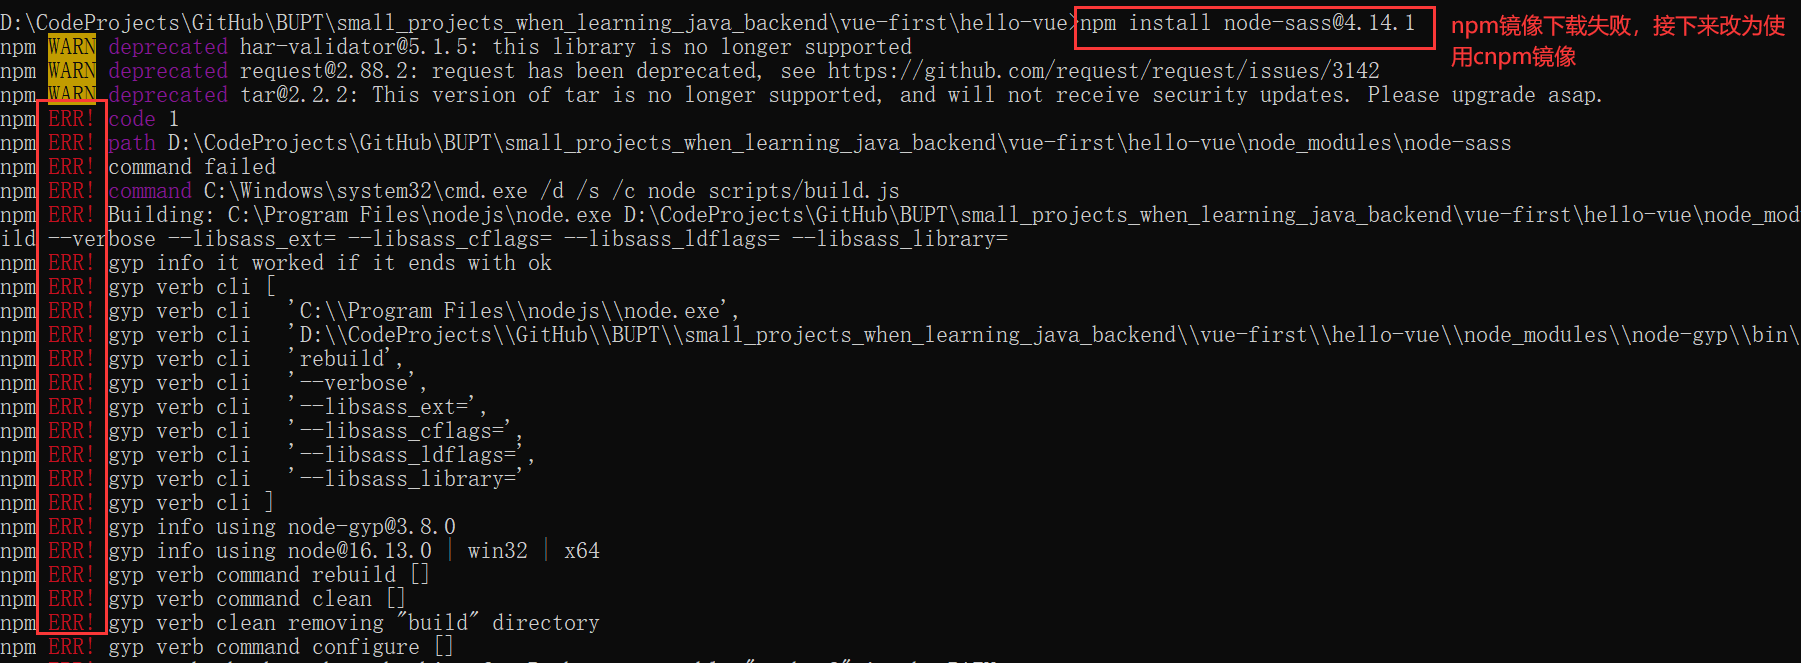 D:\CodeProjects\GitHub\BUPT\small_projects_when_learning_java_backend\vue-first\hello-vue>npm install node-sass@4.14.1
npm镜像下载失败，接下来改为使
用cnpm镜像
npm WARN deprecated har-validator@5.1.5: this library is no longer supported
npm WARN deprecated request@2.88.2: request has been deprecated, see https://github.com/request/request/issues/3142
npm WARN deprecated tar@2.2.2: This version of tar is no longer supported, and will not receive security updates. Please upgrade asap.
npm ERR! code 1
npm ERR! path D:\CodeProjects\GitHub\BUPT\small_projects_when_learning_java_backend\vue-first\hello-vue\node_modules\node-sass
npm ERR! command failed
npm ERR! command C:\Windows\system32\cmd.exe /d /s /c node scripts/build.js
npm ERR! Building: C:\Program Files\nodejs\node.exe D:\CodeProjects\GitHub\BUPT\small_projects_when_learning_java_backend\vue-first\hello-vue\node_mod
ild --verbose --libsass_ext= --libsass_cflags= --libsass_ldflags= --libsass_library=
npm ERR! gyp info it worked if it ends with ok
npm ERR! gyp verb cli [
npm ERR! gyp verb cli   'C:\\Program Files\\nodejs\\node.exe',
npm ERR! gyp verb cli   'D:\\CodeProjects\\GitHub\\BUPT\\small_projects_when_learning_java_backend\\vue-first\\hello-vue\\node_modules\\node-gyp\\bin\
npm ERR! gyp verb cli   'rebuild',
npm ERR! gyp verb cli   '--verbose',
npm ERR! gyp verb cli   '--libsass_ext=',
npm ERR! gyp verb cli   '--libsass_cflags=',
npm ERR! gyp verb cli   '--libsass_ldflags=',
npm ERR! gyp verb cli   '--libsass_library='
npm ERR! gyp verb cli ]
npm ERR! gyp info using node-gyp@3.8.0
npm ERR! gyp info using node@16.13.0 | win32 | x64
npm ERR! gyp verb command rebuild []
npm ERR! gyp verb command clean []
npm ERR! gyp verb clean removing "build" directory
npm ERR! gyp verb command configure []